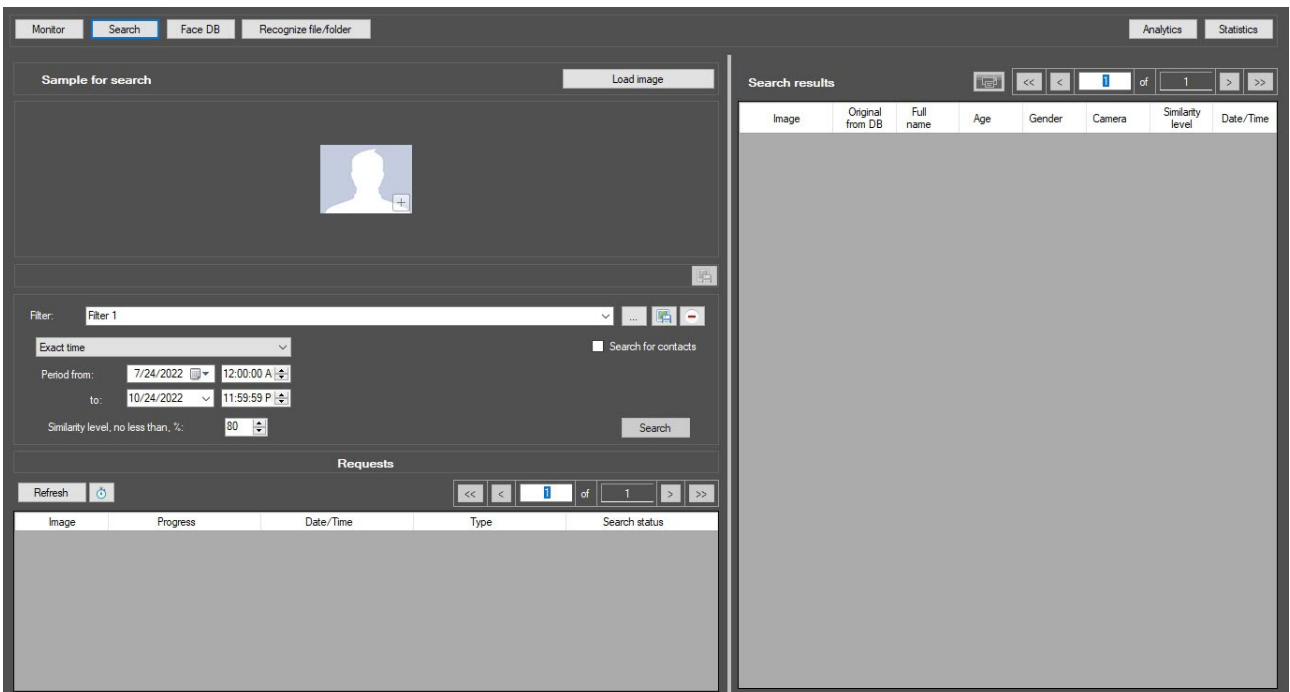 Monitor Search Face DB Recognize file/folder Analytics Statistics
Sample for search Load image
Filter: Filter 1 ...
Exact time Search for contacts
Period from: 7/24/2022 12:00:00 A
to: 10/24/2022 11:59:59 P
Similarity level, no less than, %: 80 Search
Requests
Refresh << < 1 of 1 > >>
Image Progress Date/Time Type Search status
Search results << < 1 of 1 > >>
Image Original from DB Full name Age Gender Camera Similarity level Date/Time